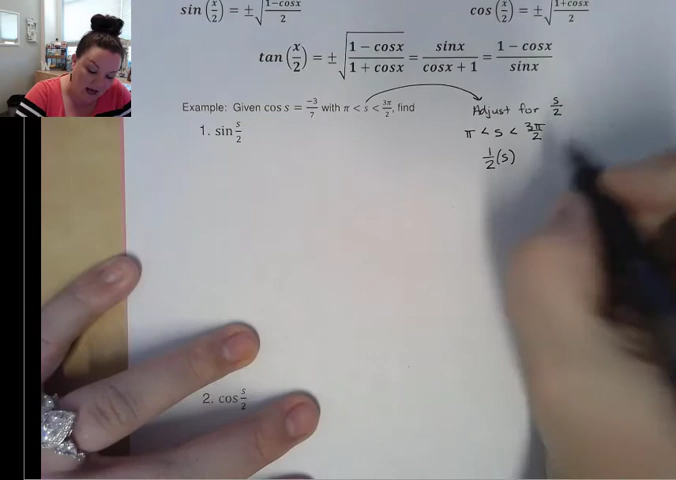 sin(x/2) = ±√((1−cosx)/2) cos(x/2) = ±√((1+cosx)/2)
tan(x/2) = ±√((1 − cosx)/(1 + cosx)) = sinx/(cosx + 1) = (1 − cosx)/sinx
Example: Given cos s = −3/7 with π < s < 3π/2, find
Adjust for s/2
π < s < 3π/2
1. sin s/2
1/2(s)
2. cos s/2